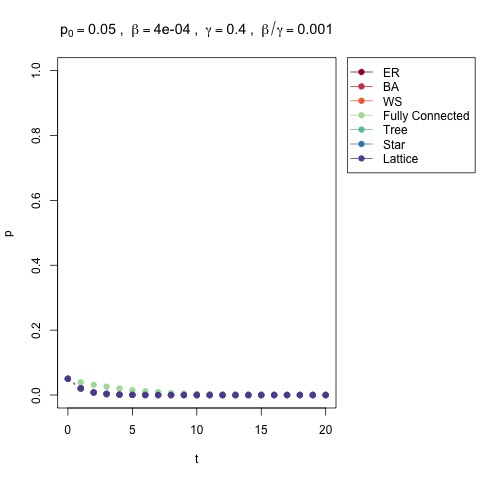 p₀ = 0.05 , β = 4e-04 , γ = 0.4 , β/γ = 0.001
ER
BA
WS
Fully Connected
Tree
Star
Lattice
1.0
0.8
0.6
0.4
0.2
0.0
p
0 5 10 15 20
t